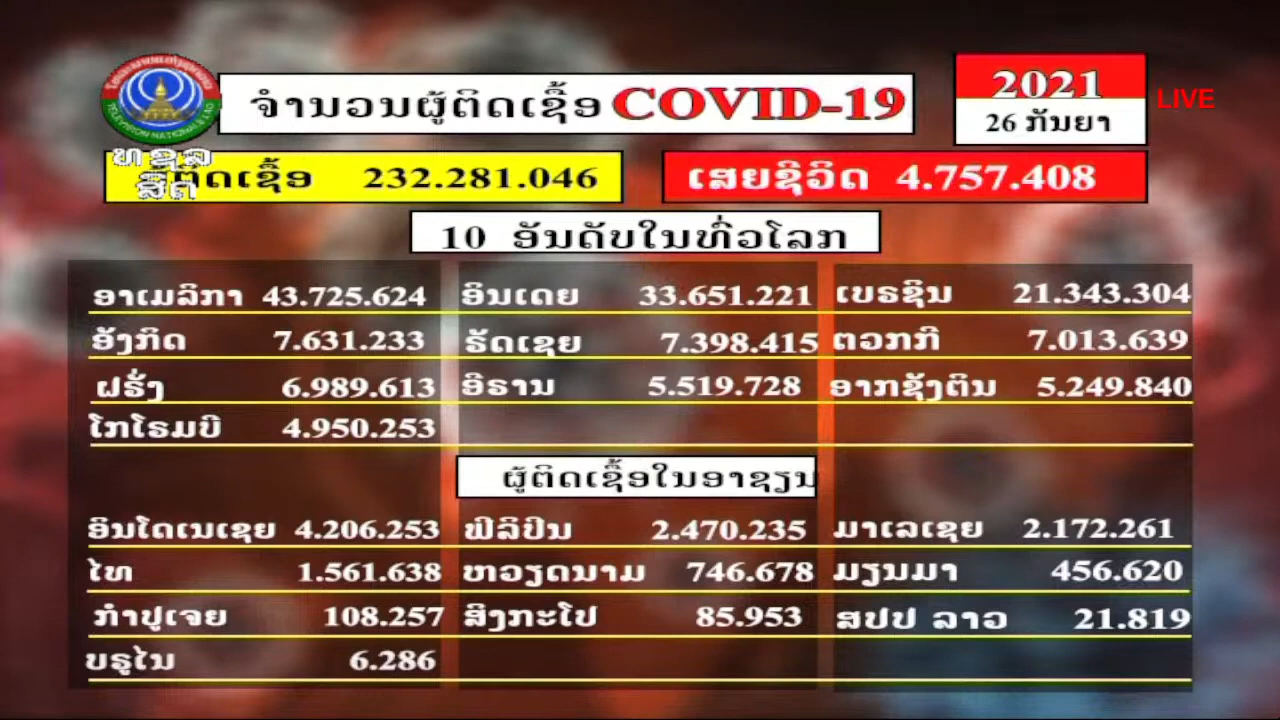 ຈຳນວນຜູ້ຕິດເຊື້ອ COVID-19
2021
26 ກັນຍາ
LIVE
TELEVISION NATIONALE LAO
ທຊລ
ສົດ
ຕິດເຊື້ອ 232.281.046
ເສຍຊີວິດ 4.757.408
10 ອັນດັບໃນທົ່ວໂລກ
ອາເມລິກາ 43.725.624 ອິນເດຍ 33.651.221 ເບຣຊິນ 21.343.304
ອັງກິດ 7.631.233 ຣັດເຊຍ 7.398.415 ຕວກກີ 7.013.639
ຝຣັ່ງ 6.989.613 ອີຣານ 5.519.728 ອາກຊັງຕິນ 5.249.840
ໂກໂຣມບີ 4.950.253
ຜູ້ຕິດເຊື້ອໃນອາຊຽນ
ອິນໂດເນເຊຍ 4.206.253 ຟິລິປິນ 2.470.235 ມາເລເຊຍ 2.172.261
ໄທ 1.561.638 ຫວຽດນາມ 746.678 ມຽນມາ 456.620
ກຳປູເຈຍ 108.257 ສິງກະໂປ 85.953 ສປປ ລາວ 21.819
ບຣູໄນ 6.286